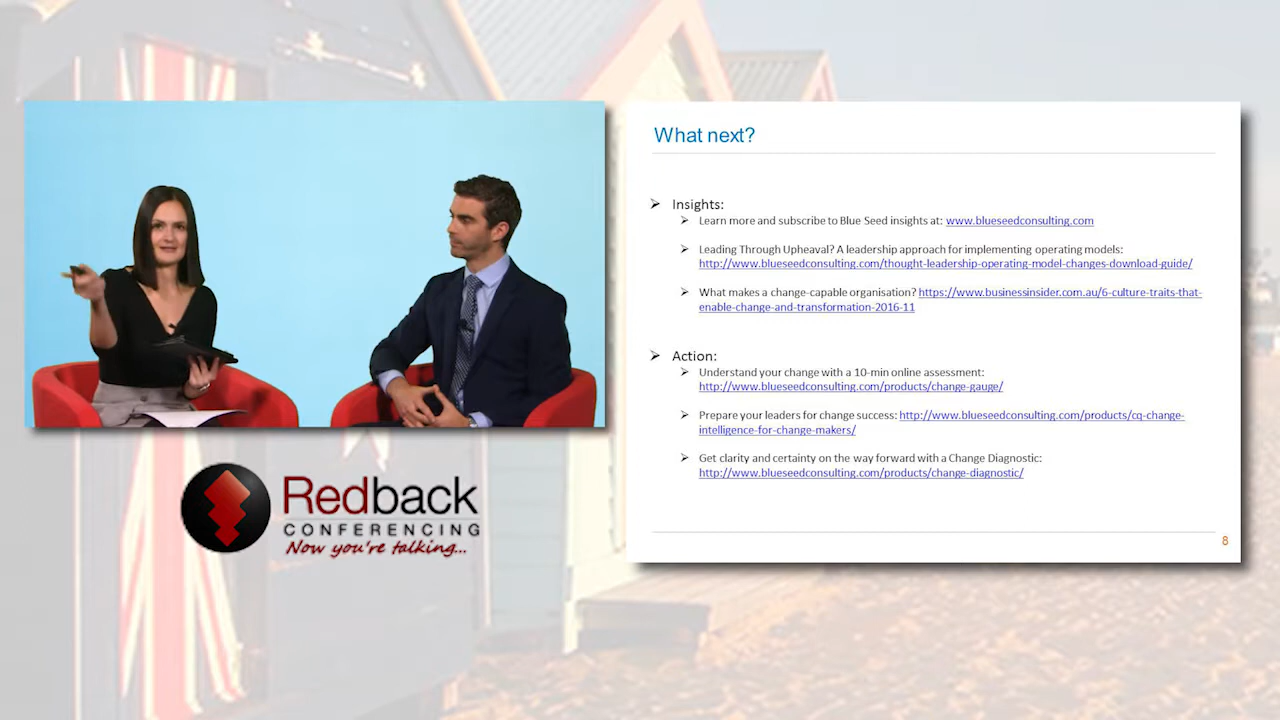 What next?
Insights:
Learn more and subscribe to Blue Seed insights at: www.blueseedconsulting.com
Leading Through Upheaval? A leadership approach for implementing operating models:
http://www.blueseedconsulting.com/thought-leadership-operating-model-changes-download-guide/
What makes a change-capable organisation? https://www.businessinsider.com.au/6-culture-traits-that-
enable-change-and-transformation-2016-11
Action:
Understand your change with a 10-min online assessment:
http://www.blueseedconsulting.com/products/change-gauge/
Prepare your leaders for change success: http://www.blueseedconsulting.com/products/cq-change-
intelligence-for-change-makers/
Get clarity and certainty on the way forward with a Change Diagnostic:
http://www.blueseedconsulting.com/products/change-diagnostic/
8
Redback
CONFERENCING
Now you're talking...